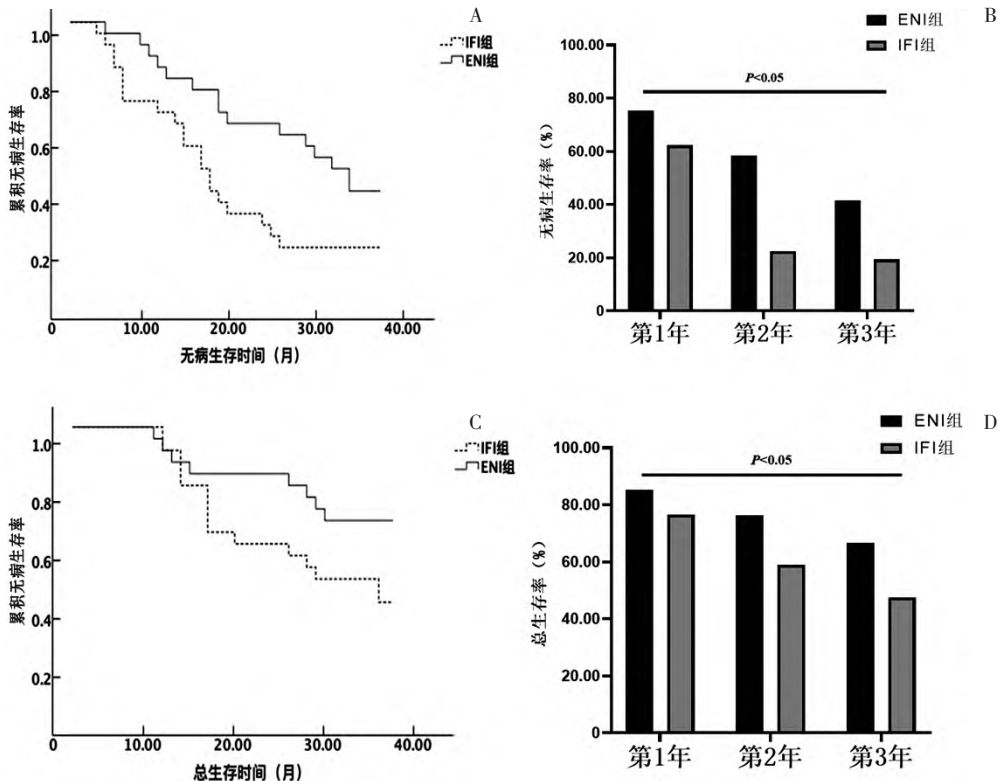 A
IFI组
ENI组
累积无病生存率
1.0
0.8
0.6
0.4
0.2
0
10.00
20.00
30.00
40.00
无病生存时间（月）
B
ENI组
IFI组
P<0.05
无病生存率（%）
100.00
80.00
60.00
40.00
20.00
0
第1年
第2年
第3年
C
IFI组
ENI组
累积无病生存率
1.0
0.8
0.6
0.4
0.2
0
10.00
20.00
30.00
40.00
总生存时间（月）
D
ENI组
IFI组
P<0.05
总生存率（%）
100.00
80.00
60.00
40.00
20.00
0
第1年
第2年
第3年